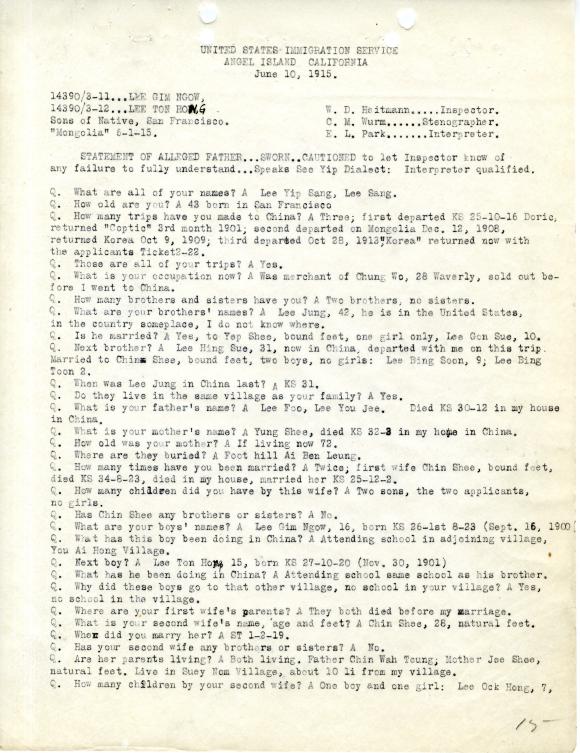 UNITED STATES IMMIGRATION SERVICE
ANGEL ISLAND CALIFORNIA
June 10, 1915.
14390/3-11...LEE GIM NGOW,
14390/3-12...LEE TON HONG
Sons of Native, San Francisco.
"Mongolia" 6-1-15.
W. D. Heitmann.....Inspector.
C. M. Wurm......Stenographer.
E. L. Park.......Interpreter.
STATEMENT OF ALLEGED FATHER...SWORN..CAUTIONED to let Inspector know of
any failure to fully understand...Speaks See Yip Dialect: Interpreter qualified.
Q. What are all of your names? A Lee Yip Sang, Lee Sang.
Q. How old are you? A 43 born in San Francisco
Q. How many trips have you made to China? A Three; first departed KS 25-10-16 Doric,
returned "Coptic" 3rd month 1901; second departed on Mongolia Dec. 12, 1908,
returned Korea Oct 9, 1909; third departed Oct 28, 1913"Korea" returned now with
the applicants Ticket2-22.
Q. Those are all of your trips? A Yes.
Q. What is your occupation now? A Was merchant of Chung Wo, 28 Waverly, sold out be-
fore I went to China.
Q. How many brothers and sisters have you? A Two brothers, no sisters.
Q. What are your brothers' names? A Lee Jung, 42, he is in the United States,
in the country someplace, I do not know where.
Q. Is he married? A Yes, to Yep Shee, bound feet, one girl only, Lee Gon Sue, 10.
Q. Next brother? A Lee Hing Sue, 31, now in China, departed with me on this trip.
Married to Chin Shee, bound feet, two boys, no girls: Lee Bing Soon, 9; Lee Bing
Toon 2.
Q. When was Lee Jung in China last? A KS 31.
Q. Do they live in the same village as your family? A Yes.
Q. What is your father's name? A Lee Foo, Lee You Jee. Died KS 30-12 in my house
in China.
Q. What is your mother's name? A Yung Shee, died KS 32-3 in my home in China.
Q. How old was your mother? A If living now 72.
Q. Where are they buried? A Foot hill Ai Ben Leung.
Q. How many times have you been married? A Twice; first wife Chin Shee, bound feet,
died KS 34-8-23, died in my house, married her KS 25-12-2.
Q. How many children did you have by this wife? A Two sons, the two applicants,
no girls.
Q. Has Chin Shee any brothers or sisters? A No.
Q. What are your boys' names? A Lee Gim Ngow, 16, born KS 26-1st 8-23 (Sept. 16, 1900)
Q. What has this boy been doing in China? A Attending school in adjoining village,
You Ai Hong Village.
Q. Next boy? A Lee Ton Hong 15, born KS 27-10-20 (Nov. 30, 1901)
Q. What has he been doing in China? A Attending school same school as his brother.
Q. Why did these boys go to that other village, no school in your village? A Yes,
no school in the village.
Q. Where are your first wife's parents? A They both died before my marriage.
Q. What is your second wife's name, age and feet? A Chin Shee, 28, natural feet.
Q. When did you marry her? A ST 1-2-19.
Q. Has your second wife any brothers or sisters? A No.
Q. Are her parents living? A Both living. Father Chin Wah Teung; Mother Jee Shee,
natural feet. Live in Suey Nom Village, about 10 li from my village.
Q. How many children by your second wife? A One boy and one girl: Lee Ock Hong, 7,
15